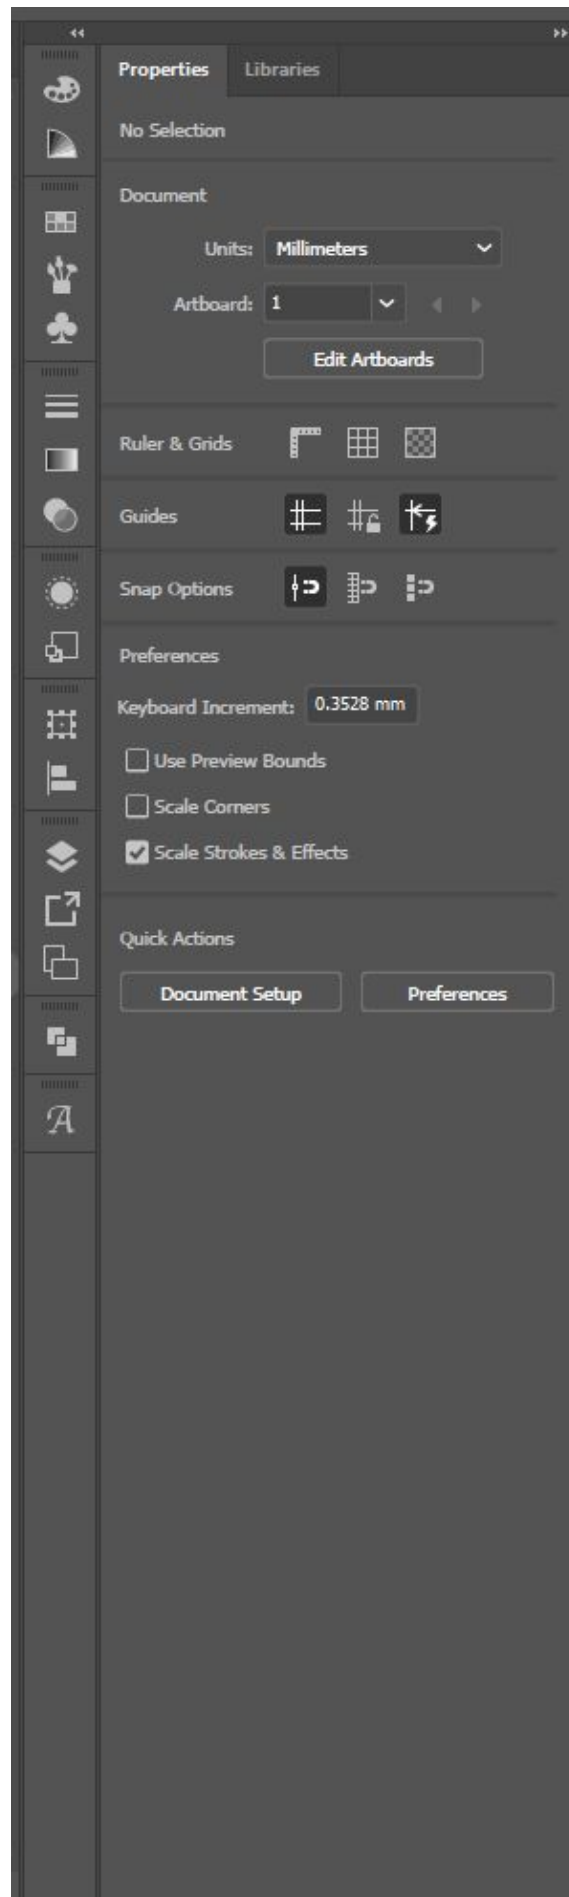 Properties Libraries
No Selection
Document
Units: Millimeters
Artboard: 1
Edit Artboards
Ruler & Grids
Guides
Snap Options
Preferences
Keyboard Increment: 0.3528 mm
Use Preview Bounds
Scale Corners
Scale Strokes & Effects
Quick Actions
Document Setup Preferences